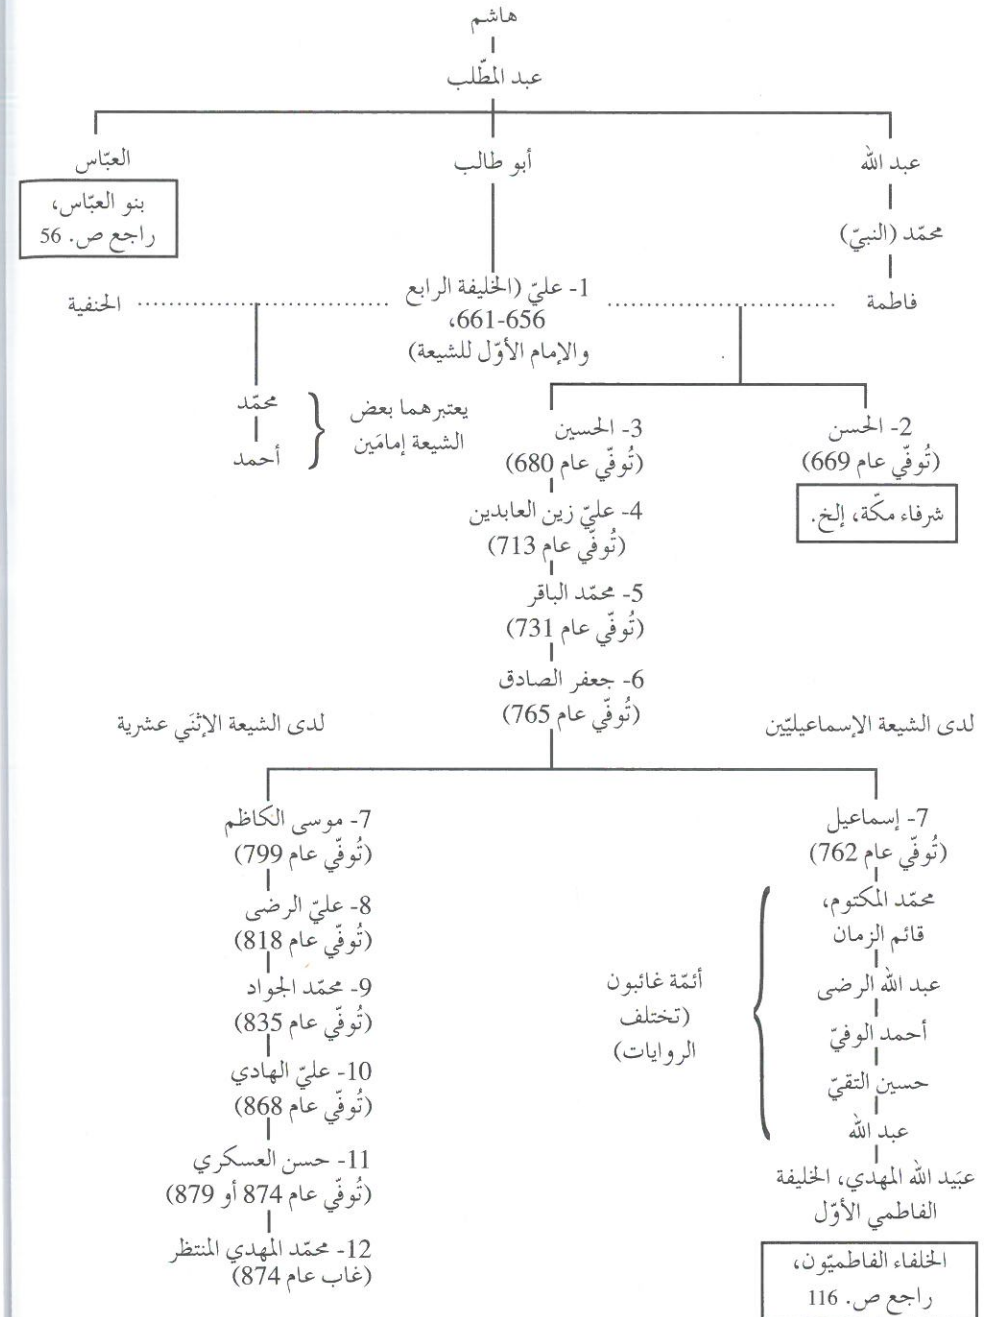 هاشم
عبد المطّلب
عبد الله
أبو طالب
العبّاس
بنو العبّاس،
راجع ص. 56
محمّد (النبيّ)
فاطمة
1- عليّ (الخليفة الرابع
656-661،
والإمام الأوّل للشيعة)
الحنفية
محمّد
أحمد
يعتبرهما بعض
الشيعة إمامَين
2- الحسن
(تُوفّي عام 669)
شرفاء مكّة، إلخ.
3- الحسين
(تُوفّي عام 680)
4- عليّ زين العابدين
(تُوفّي عام 713)
5- محمّد الباقر
(تُوفّي عام 731)
6- جعفر الصادق
(تُوفّي عام 765)
لدى الشيعة الإسماعيليّين
لدى الشيعة الإثنَي عشرية
7- إسماعيل
(تُوفّي عام 762)
محمّد المكتوم،
قائم الزمان
عبد الله الرضى
أحمد الوفيّ
حسين التقيّ
عبد الله
أئمّة غائبون
(تختلف
الروايات)
عبَيد الله المهدي، الخليفة
الفاطمي الأوّل
الخلفاء الفاطميّون،
راجع ص. 116
7- موسى الكاظم
(تُوفّي عام 799)
8- عليّ الرضى
(تُوفّي عام 818)
9- محمّد الجواد
(تُوفّي عام 835)
10- عليّ الهادي
(تُوفّي عام 868)
11- حسن العسكري
(تُوفّي عام 874 أو 879)
12- محمّد المهدي المنتظر
(غاب عام 874)